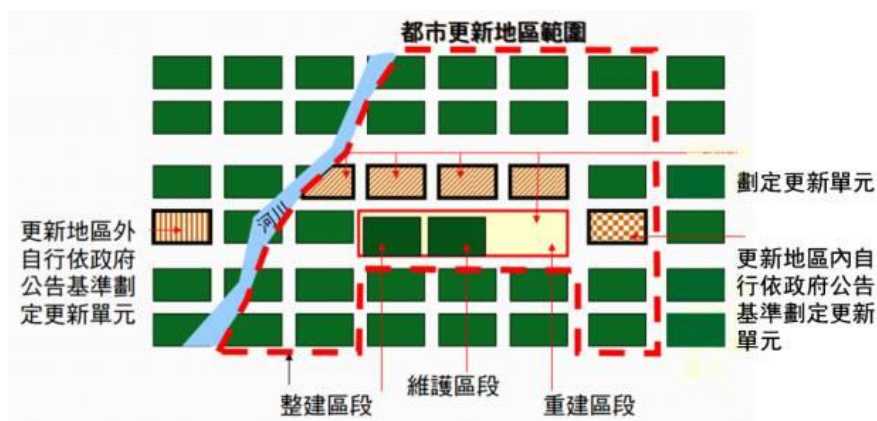 都市更新地區範圍
劃定更新單元
河川
更新地區外
自行依政府
公告基準劃
定更新單元
更新地區內自
行依政府公告
基準劃定更新
單元
整建區段
維護區段
重建區段